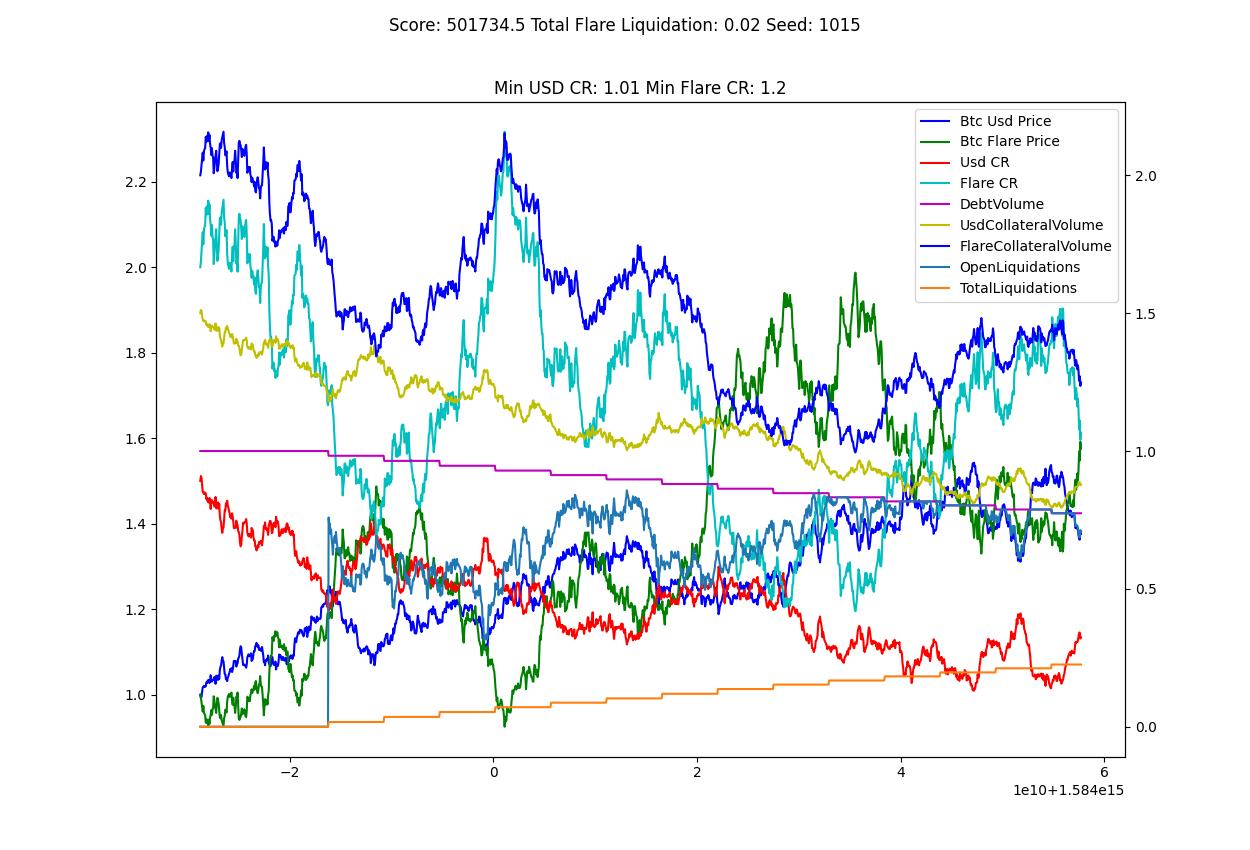 Score: 501734.5 Total Flare Liquidation: 0.02 Seed: 1015
Min USD CR: 1.01 Min Flare CR: 1.2
Btc Usd Price
Btc Flare Price
Usd CR
Flare CR
DebtVolume
UsdCollateralVolume
FlareCollateralVolume
OpenLiquidations
TotalLiquidations
2.2
2.0
1.8
1.6
1.4
1.2
1.0
2.0
1.5
1.0
0.5
0.0
−2
0
2
4
6
1e10+1.584e15